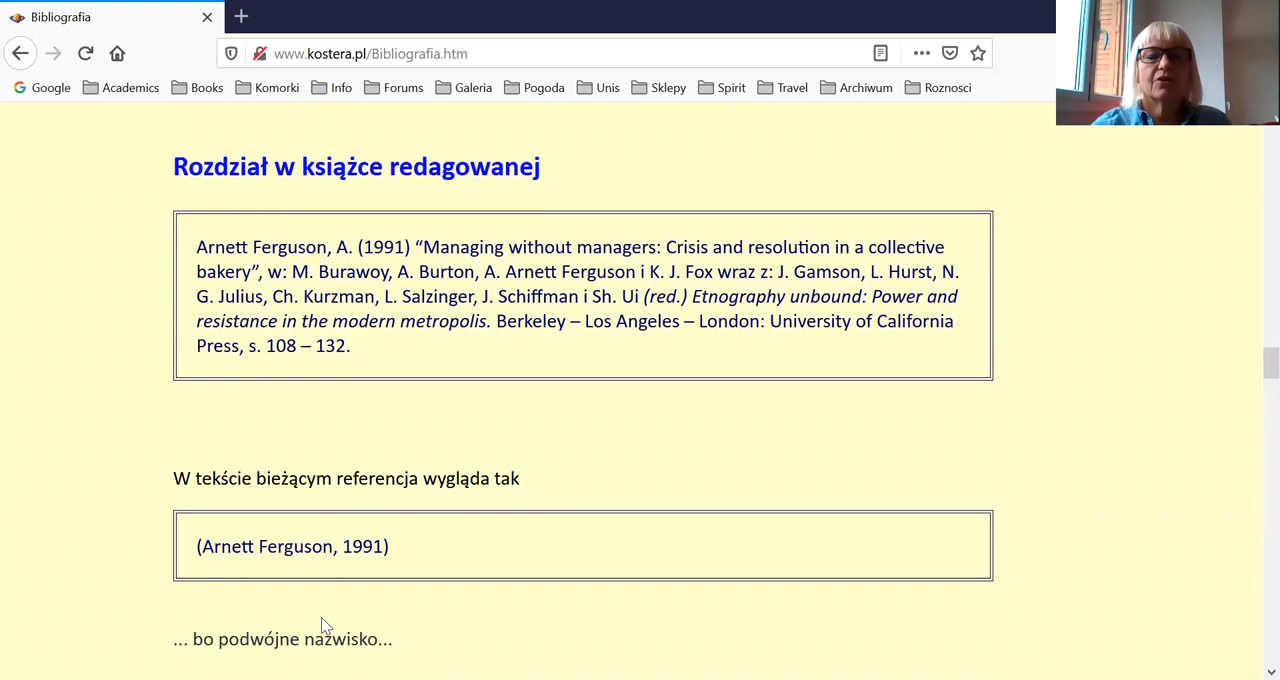 Bibliografia
www.kostera.pl/Bibliografia.htm
Google Academics Books Komorki Info Forums Galeria Pogoda Unis Sklepy Spirit Travel Archiwum Roznosci
Rozdział w książce redagowanej
Arnett Ferguson, A. (1991) “Managing without managers: Crisis and resolution in a collective
bakery”, w: M. Burawoy, A. Burton, A. Arnett Ferguson i K. J. Fox wraz z: J. Gamson, L. Hurst, N.
G. Julius, Ch. Kurzman, L. Salzinger, J. Schiffman i Sh. Ui (red.) Etnography unbound: Power and
resistance in the modern metropolis. Berkeley – Los Angeles – London: University of California
Press, s. 108 – 132.
W tekście bieżącym referencja wygląda tak
(Arnett Ferguson, 1991)
... bo podwójne nazwisko...